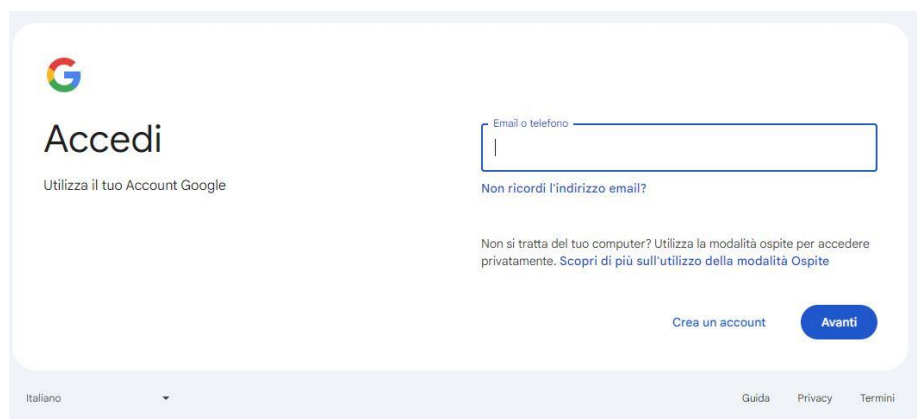 Accedi
Utilizza il tuo Account Google
Email o telefono
Non ricordi l'indirizzo email?
Non si tratta del tuo computer? Utilizza la modalità ospite per accedere
privatamente. Scopri di più sull'utilizzo della modalità Ospite
Crea un account
Avanti
Italiano
Guida Privacy Termini